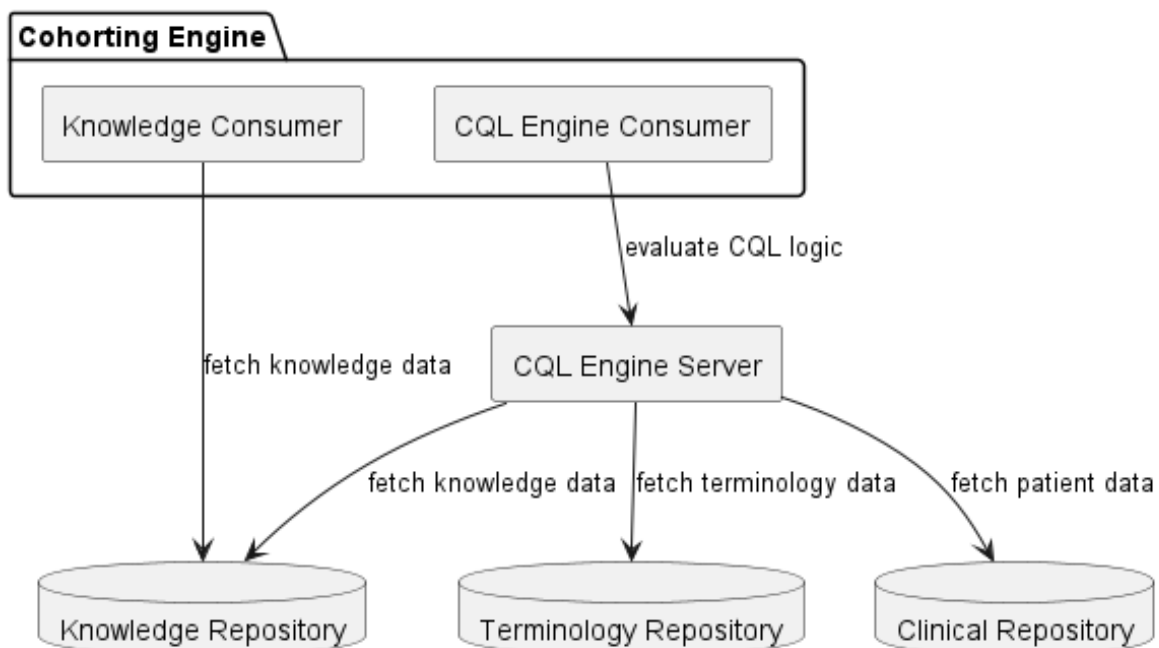 Cohorting Engine
Knowledge Consumer
CQL Engine Consumer
evaluate CQL logic
fetch knowledge data
CQL Engine Server
fetch knowledge data
fetch terminology data
fetch patient data
Knowledge Repository
Terminology Repository
Clinical Repository